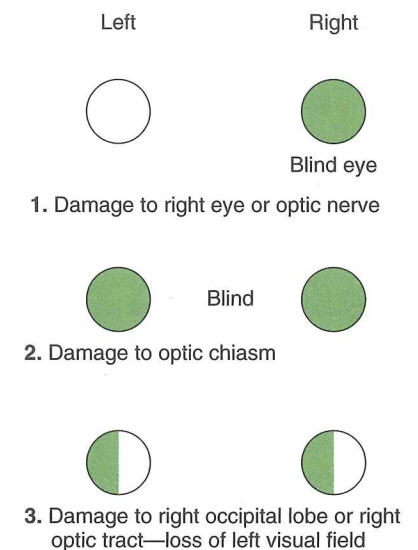 Left Right
Blind eye
1. Damage to right eye or optic nerve
Blind
2. Damage to optic chiasm
3. Damage to right occipital lobe or right
optic tract—loss of left visual field